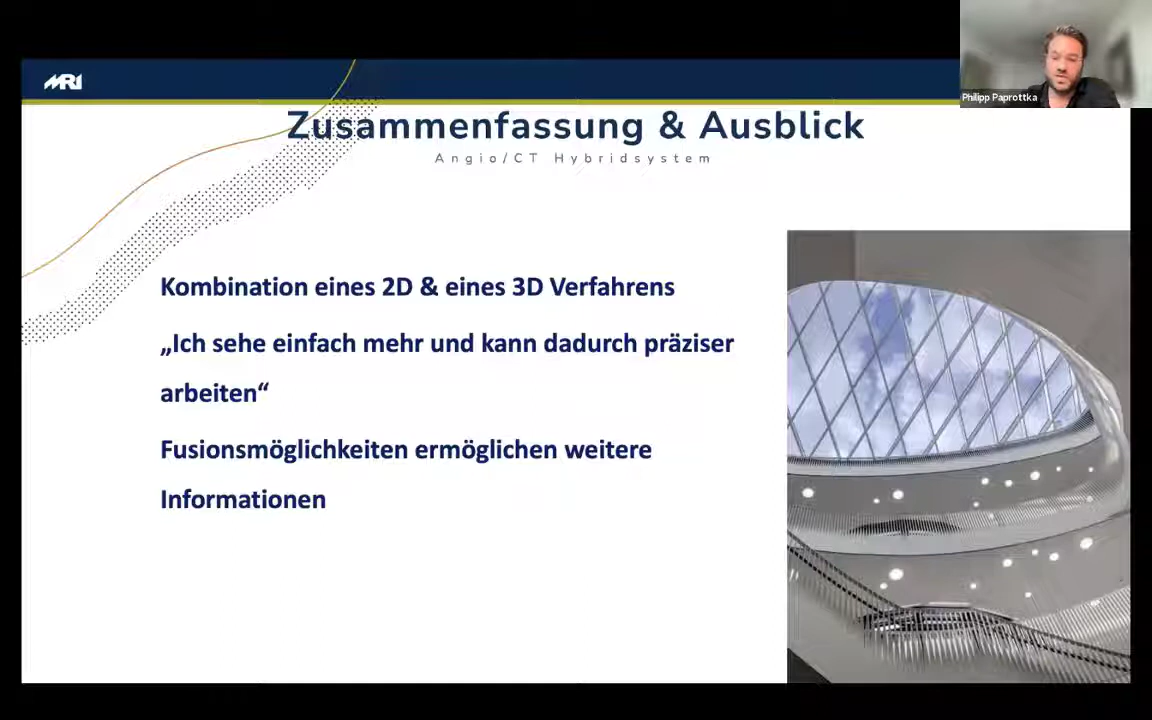 MRI
Philipp Paprottka
Zusammenfassung & Ausblick
Angio/CT Hybridsystem
Kombination eines 2D & eines 3D Verfahrens
„Ich sehe einfach mehr und kann dadurch präziser
arbeiten“
Fusionsmöglichkeiten ermöglichen weitere
Informationen